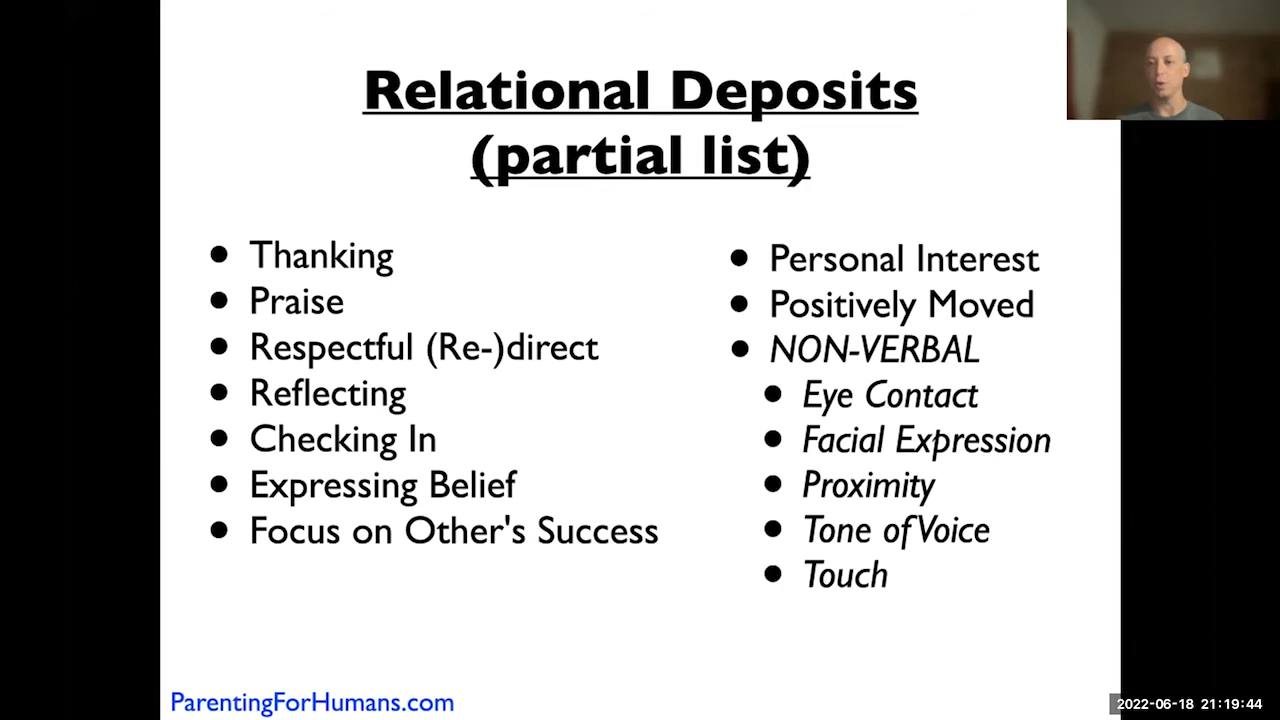 Relational Deposits
(partial list)
• Thanking
• Praise
• Respectful (Re-)direct
• Reflecting
• Checking In
• Expressing Belief
• Focus on Other's Success
• Personal Interest
• Positively Moved
• NON-VERBAL
• Eye Contact
• Facial Expression
• Proximity
• Tone of Voice
• Touch
ParentingForHumans.com
2022-06-18 21:19:44